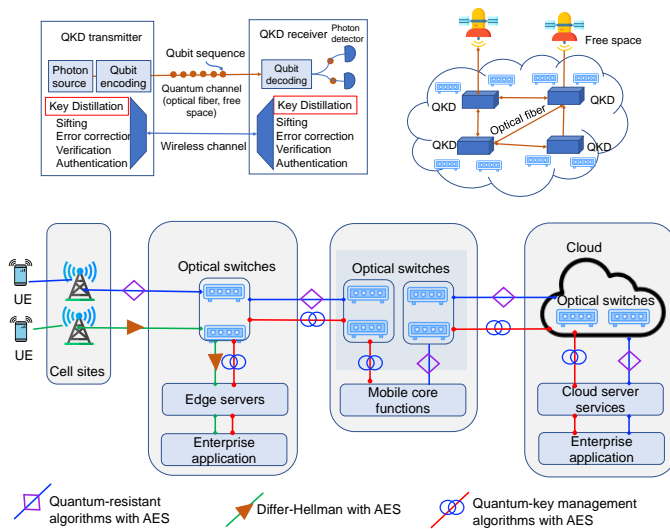 QKD transmitter
Qubit sequence
QKD receiver
Photon
detector
Photon
source
Qubit
encoding
Quantum channel
(optical fiber, free
space)
Qubit
decoding
Key Distillation
Sifting
Error correction
Verification
Authentication
Wireless channel
Key Distillation
Sifting
Error correction
Verification
Authentication
Free space
QKD
QKD
Optical fiber
QKD
QKD
UE
UE
Cell sites
Optical switches
Edge servers
Enterprise
application
Optical switches
Mobile core
functions
Cloud
Optical switches
Cloud server
services
Enterprise
application
Quantum-resistant
algorithms with AES
Differ-Hellman with AES
Quantum-key management
algorithms with AES